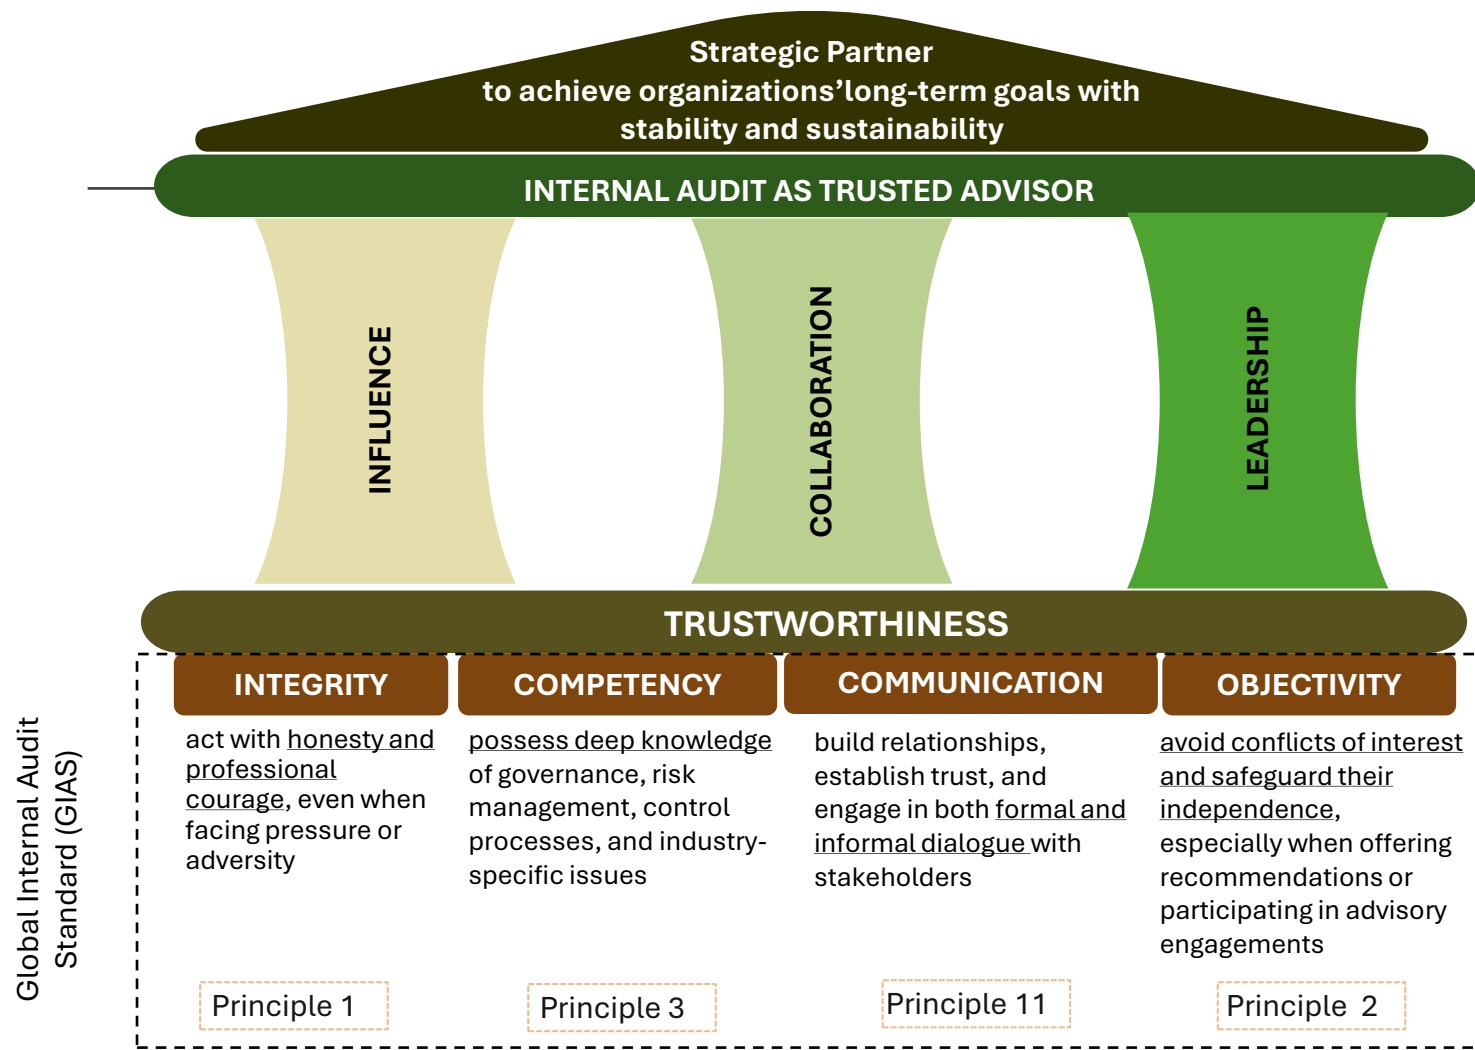 Strategic Partner
to achieve organizations'long-term goals with
stability and sustainability
INTERNAL AUDIT AS TRUSTED ADVISOR
INFLUENCE
COLLABORATION
LEADERSHIP
TRUSTWORTHINESS
INTEGRITY
COMPETENCY
COMMUNICATION
OBJECTIVITY
Global Internal Audit
Standard (GIAS)
act with honesty and
professional
courage, even when
facing pressure or
adversity
possess deep knowledge
of governance, risk
management, control
processes, and industry-
specific issues
build relationships,
establish trust, and
engage in both formal and
informal dialogue with
stakeholders
avoid conflicts of interest
and safeguard their
independence,
especially when offering
recommendations or
participating in advisory
engagements
Principle 1
Principle 3
Principle 11
Principle  2